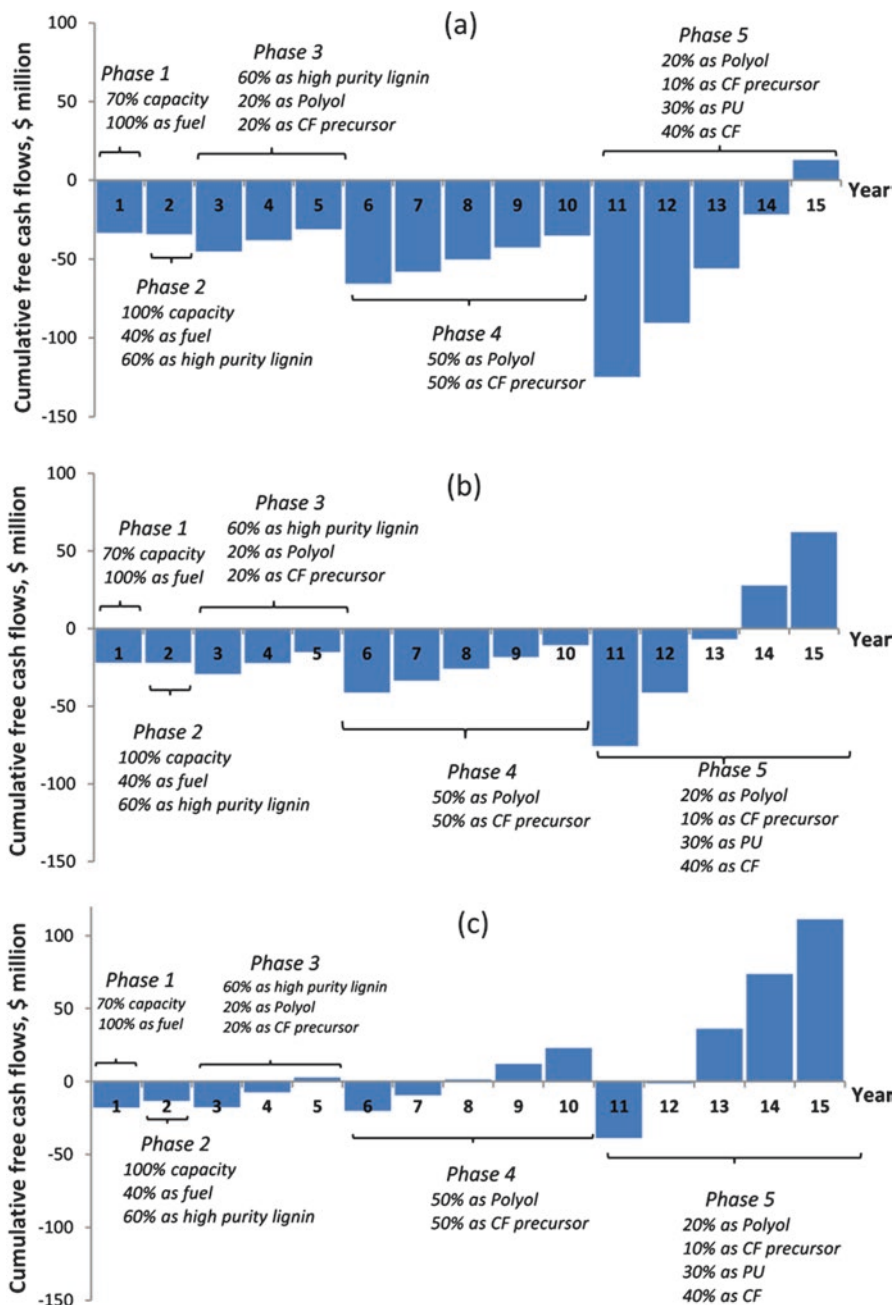 (a)
Cumulative free cash flows, $ million
100
50
0
-50
-100
-150
Phase 1
70% capacity
100% as fuel
Phase 3
60% as high purity lignin
20% as Polyol
20% as CF precursor
Phase 5
20% as Polyol
10% as CF precursor
30% as PU
40% as CF
1 2 3 4 5 6 7 8 9 10 11 12 13 14 15 Year
Phase 2
100% capacity
40% as fuel
60% as high purity lignin
Phase 4
50% as Polyol
50% as CF precursor
(b)
Cumulative free cash flows, $ million
100
50
0
-50
-100
-150
Phase 1
70% capacity
100% as fuel
Phase 3
60% as high purity lignin
20% as Polyol
20% as CF precursor
1 2 3 4 5 6 7 8 9 10 11 12 13 14 15 Year
Phase 2
100% capacity
40% as fuel
60% as high purity lignin
Phase 4
50% as Polyol
50% as CF precursor
Phase 5
20% as Polyol
10% as CF precursor
30% as PU
40% as CF
(c)
Cumulative free cash flows, $ million
100
50
0
-50
-100
-150
Phase 1
70% capacity
100% as fuel
Phase 3
60% as high purity lignin
20% as Polyol
20% as CF precursor
1 2 3 4 5 6 7 8 9 10 11 12 13 14 15 Year
Phase 2
100% capacity
40% as fuel
60% as high purity lignin
Phase 4
50% as Polyol
50% as CF precursor
Phase 5
20% as Polyol
10% as CF precursor
30% as PU
40% as CF